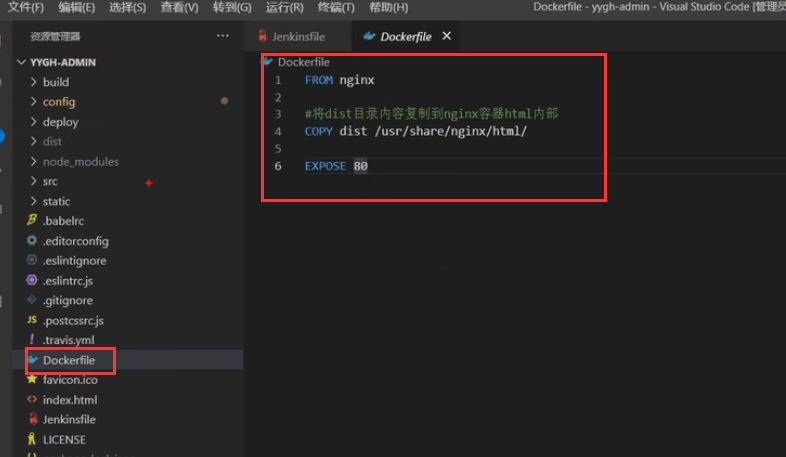 文件(F) 编辑(E) 选择(S) 查看(V) 转到(G) 运行(R) 终端(T) 帮助(H) Dockerfile - yygh-admin - Visual Studio Code [管理员
资源管理器 ···
YYGH-ADMIN
build
config
deploy
dist
node_modules
src
static
.babelrc
.editorconfig
.eslintignore
.eslintrc.js
.gitignore
JS .postcssrc.js
! .travis.yml
Dockerfile
favicon.ico
<> index.html
Jenkinsfile
LICENSE
Jenkinsfile Dockerfile ×
Dockerfile
1 FROM nginx
2
3 #将dist目录内容复制到nginx容器html内部
4 COPY dist /usr/share/nginx/html/
5
6 EXPOSE 80